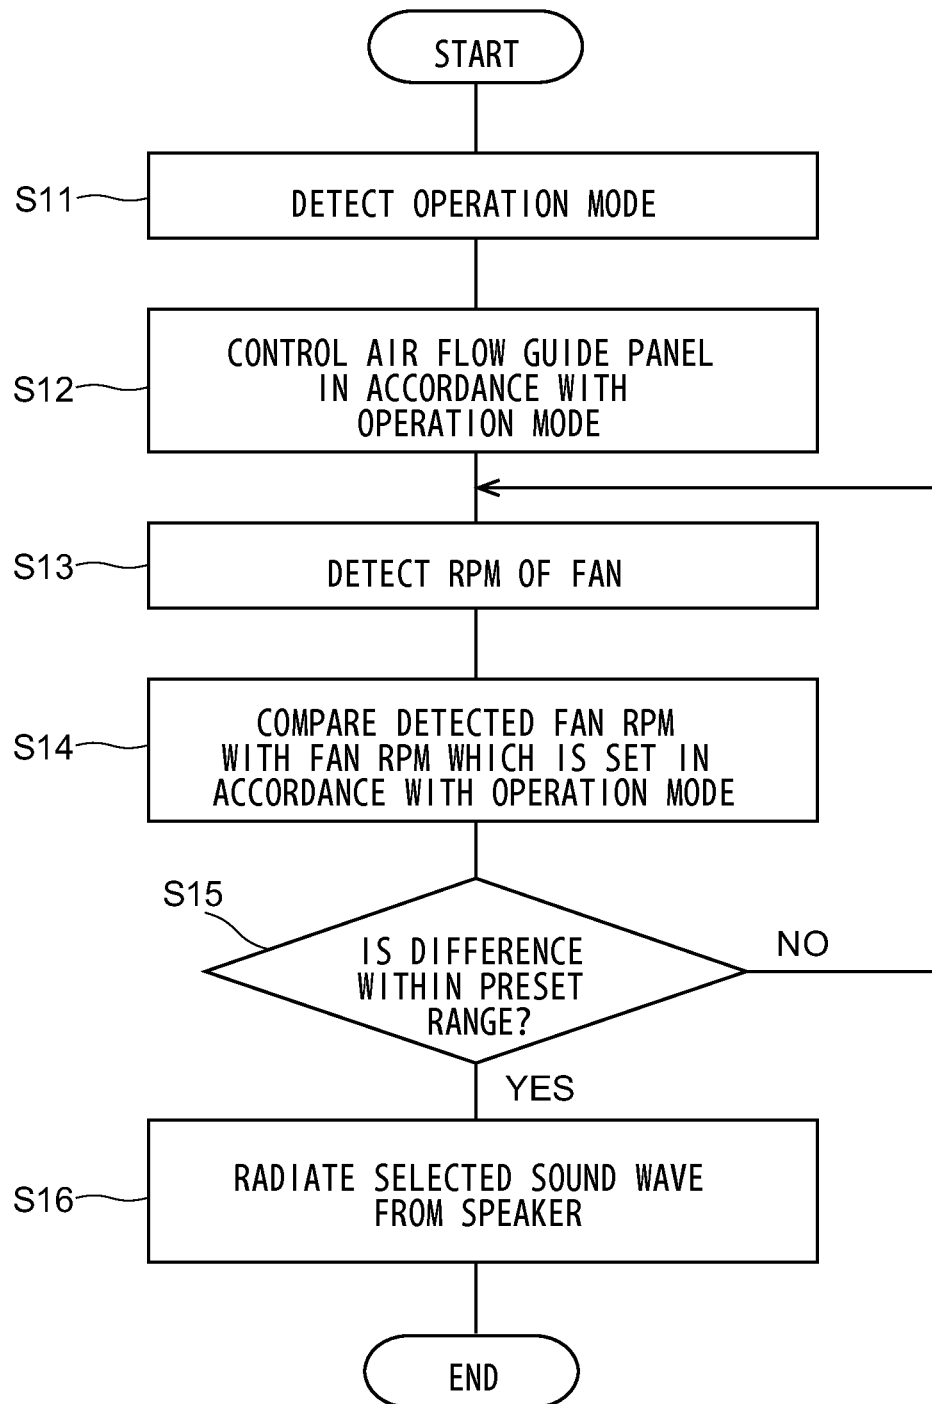 START
S11
DETECT OPERATION MODE
S12
CONTROL AIR FLOW GUIDE PANEL
IN ACCORDANCE WITH
OPERATION MODE
S13
DETECT RPM OF FAN
S14
COMPARE DETECTED FAN RPM
WITH FAN RPM WHICH IS SET IN
ACCORDANCE WITH OPERATION MODE
S15
IS DIFFERENCE
WITHIN PRESET
RANGE?
NO
YES
S16
RADIATE SELECTED SOUND WAVE
FROM SPEAKER
END